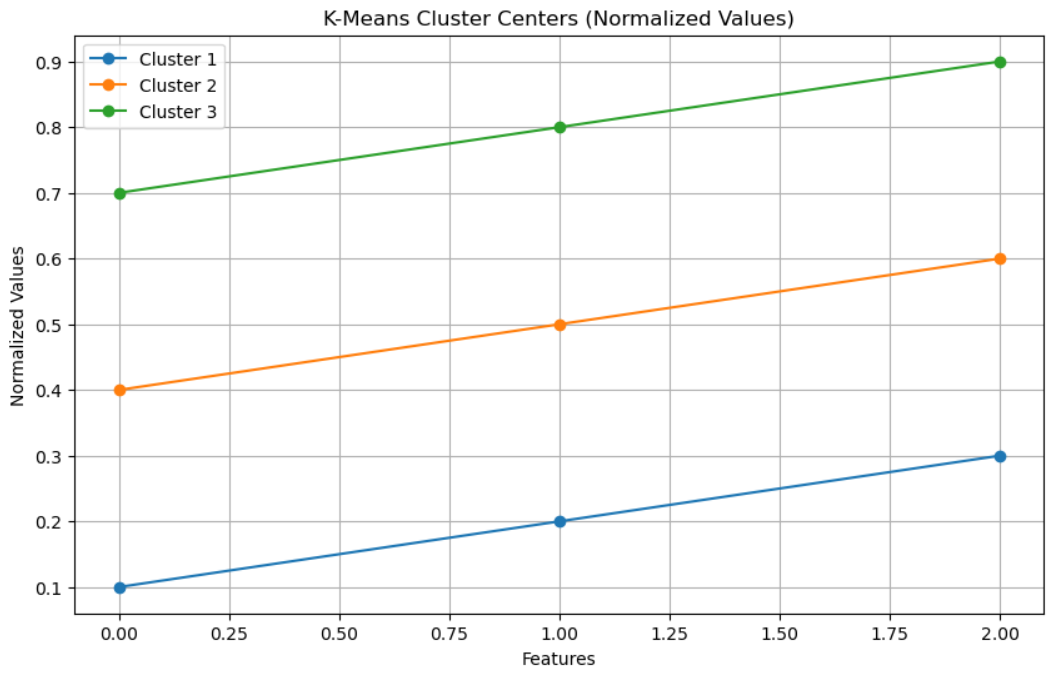 K-Means Cluster Centers (Normalized Values)
Cluster 1
Cluster 2
Cluster 3
Normalized Values
0.9
0.8
0.7
0.6
0.5
0.4
0.3
0.2
0.1
0.00 0.25 0.50 0.75 1.00 1.25 1.50 1.75 2.00
Features